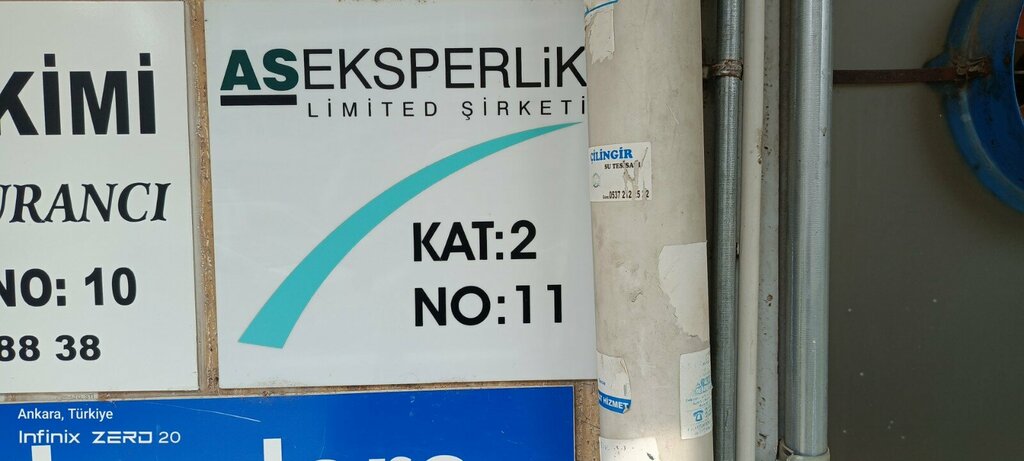 KİMİ
URANCI
NO: 10
88 38
ASEKSPERLİK
LİMİTED ŞİRKETİ
KAT:2
NO:11
ÇİLİNGİR
SU TESİSATI
HİZMET
Ankara, Türkiye
Infinix ZERO 20